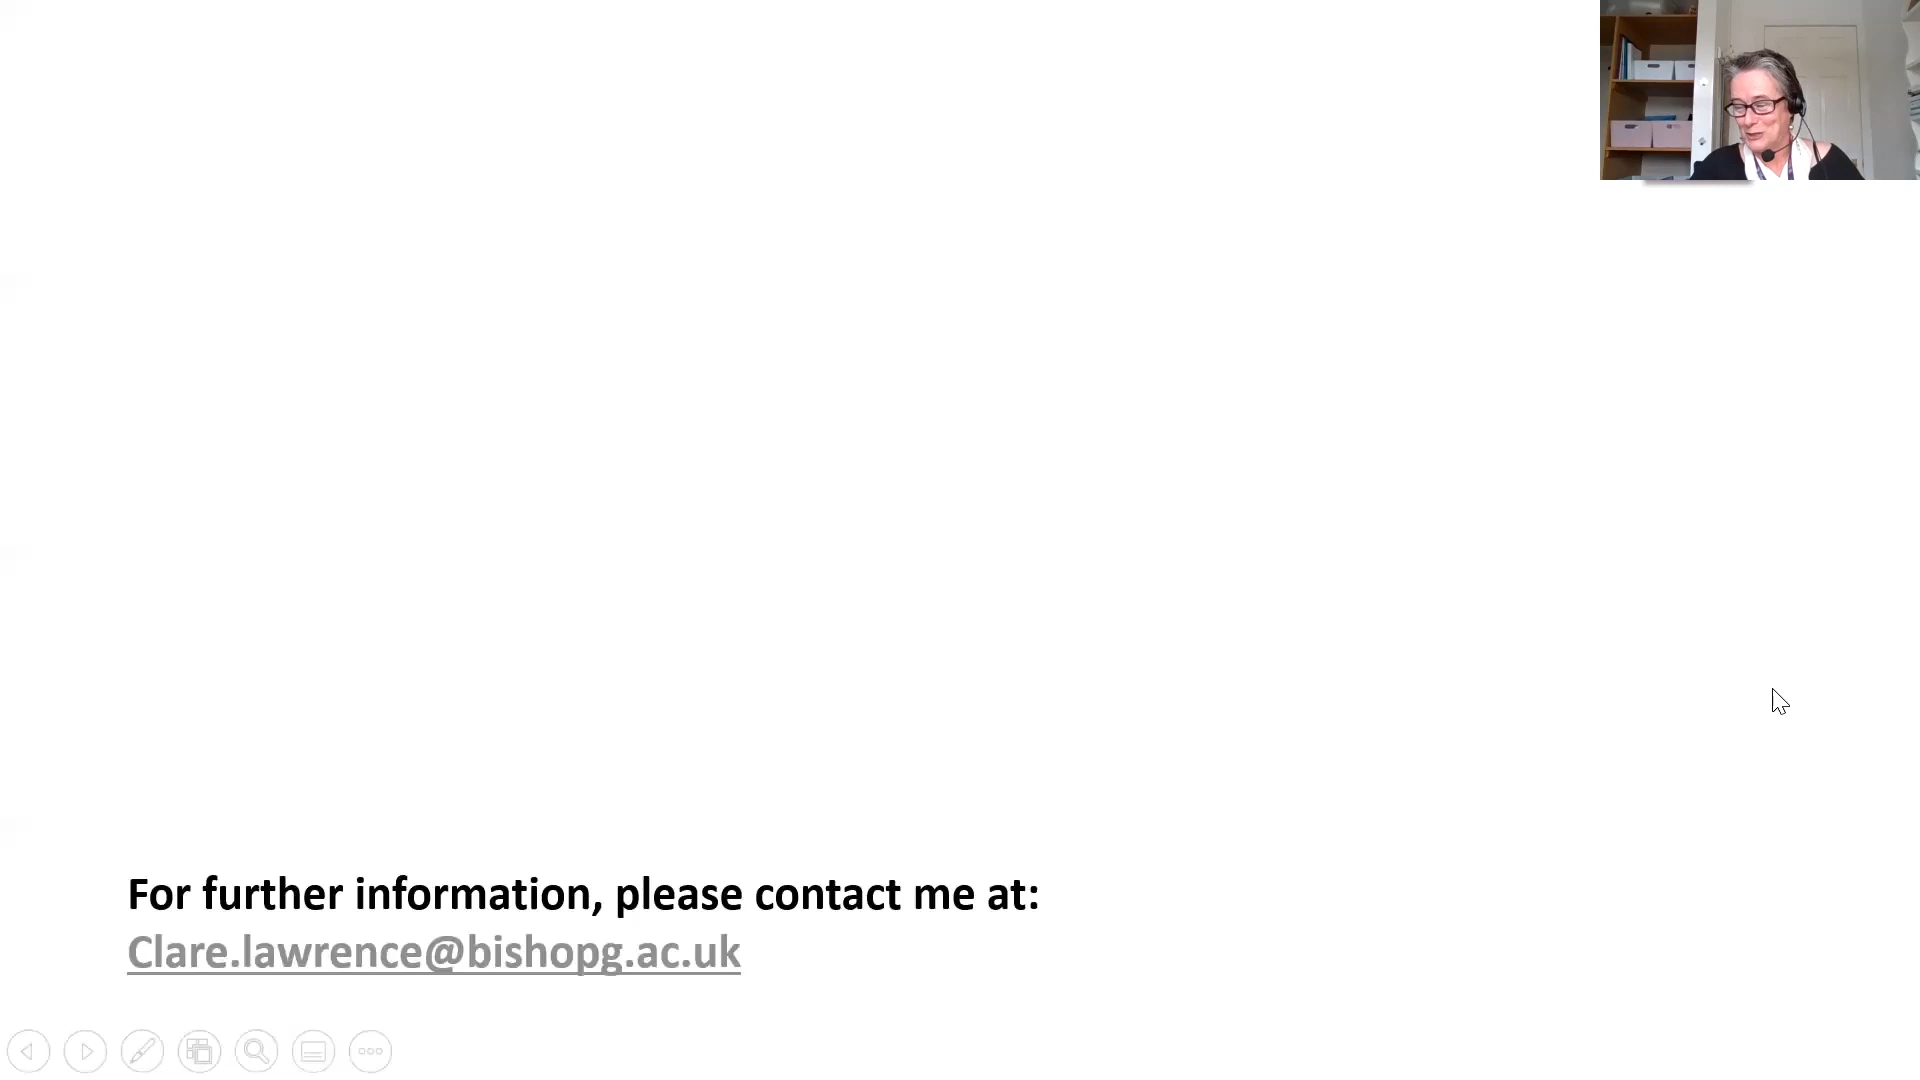 For further information, please contact me at:
Clare.lawrence@bishopg.ac.uk